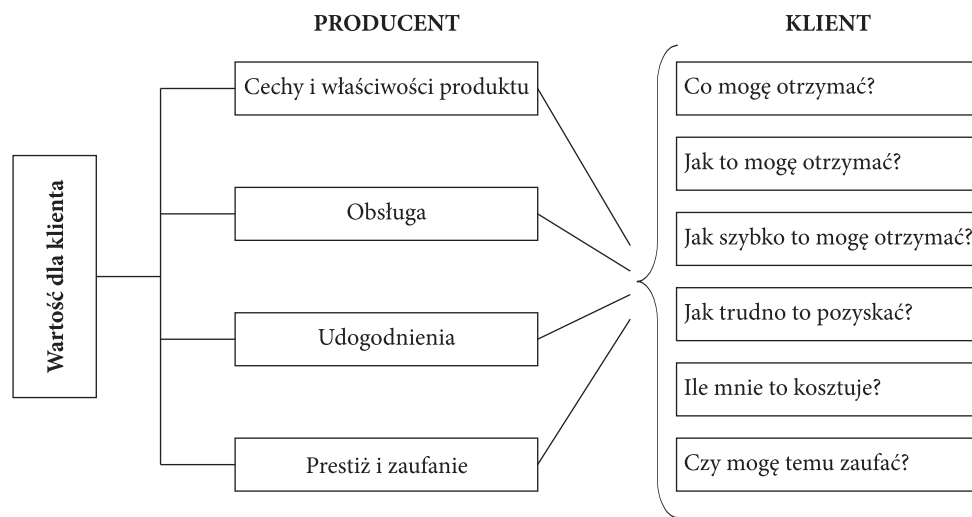 PRODUCENT
KLIENT
Wartość dla klienta
Cechy i właściwości produktu
Obsługa
Udogodnienia
Prestiż i zaufanie
Co mogę otrzymać?
Jak to mogę otrzymać?
Jak szybko to mogę otrzymać?
Jak trudno to pozyskać?
Ile mnie to kosztuje?
Czy mogę temu zaufać?